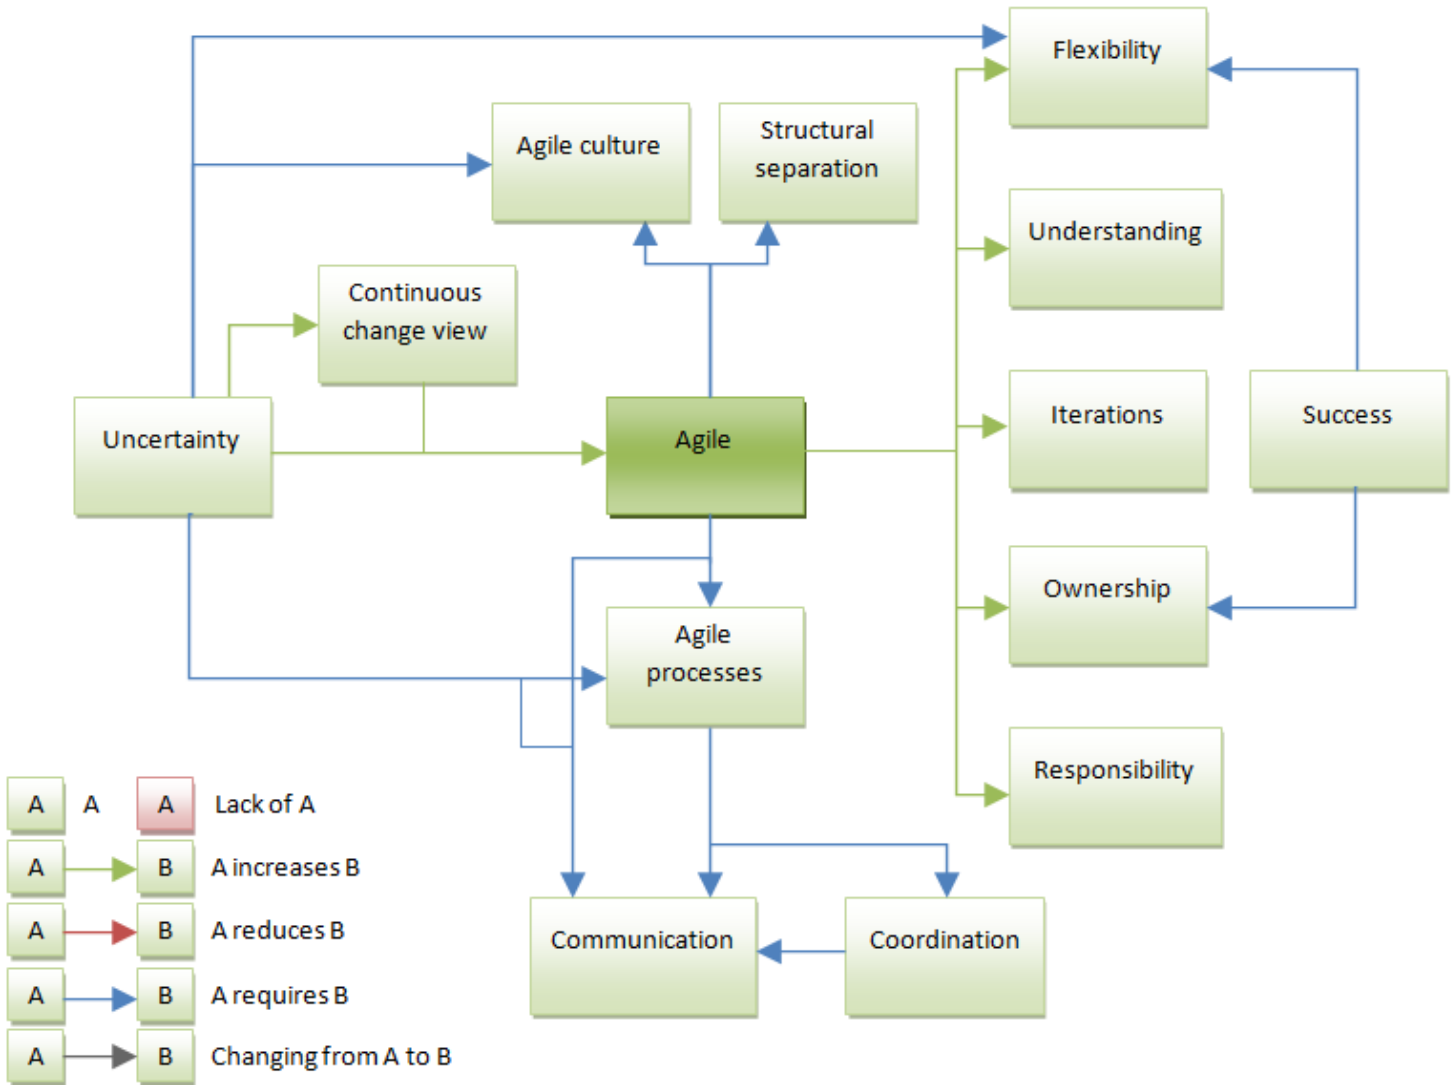 Flexibility
Agile culture
Structural
separation
Understanding
Continuous
change view
Uncertainty
Agile
Iterations
Success
Ownership
Agile
processes
Responsibility
Communication
Coordination
A A A Lack of A
A B A increases B
A B A reduces B
A B A requires B
A B Changing from A to B